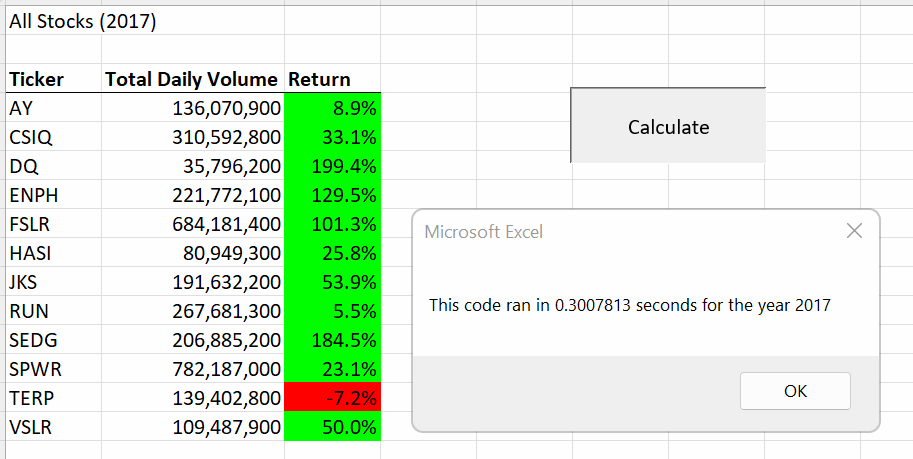 All Stocks (2017)
Ticker Total Daily Volume Return
AY 136,070,900 8.9%
CSIQ 310,592,800 33.1%
DQ 35,796,200 199.4%
ENPH 221,772,100 129.5%
FSLR 684,181,400 101.3%
HASI 80,949,300 25.8%
JKS 191,632,200 53.9%
RUN 267,681,300 5.5%
SEDG 206,885,200 184.5%
SPWR 782,187,000 23.1%
TERP 139,402,800 -7.2%
VSLR 109,487,900 50.0%
Calculate
Microsoft Excel
This code ran in 0.3007813 seconds for the year 2017
OK